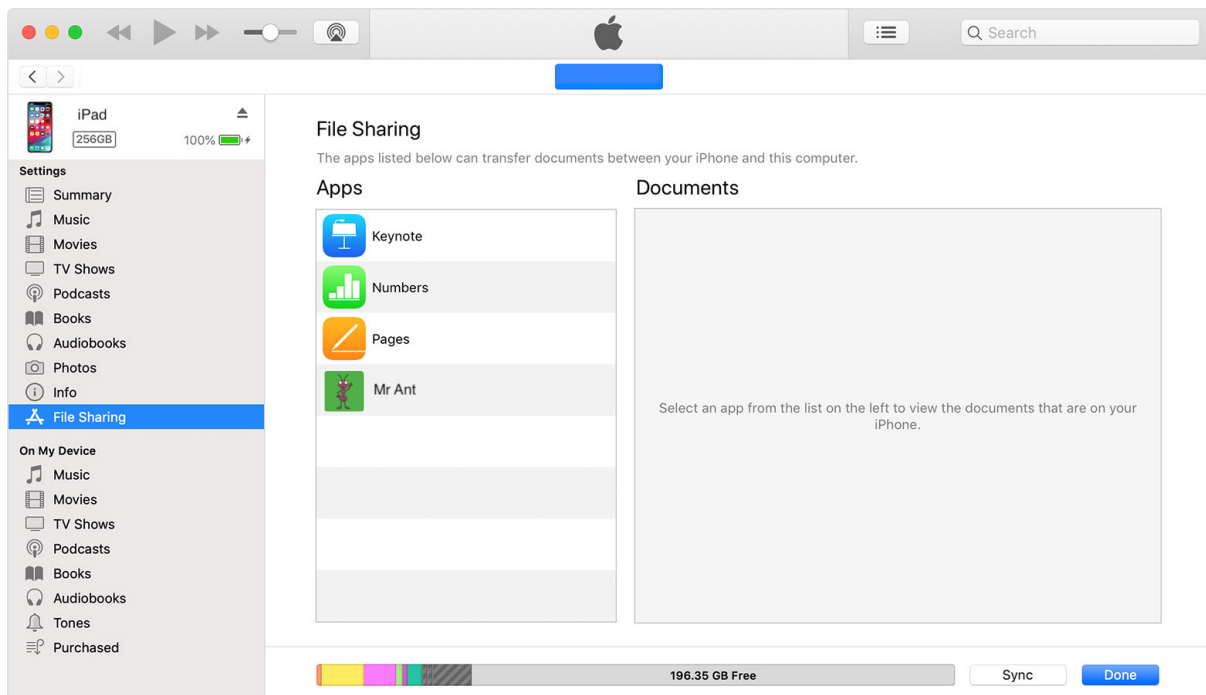 Search
iPad
256GB
100%
Settings
Summary
Music
Movies
TV Shows
Podcasts
Books
Audiobooks
Photos
Info
File Sharing
On My Device
Music
Movies
TV Shows
Podcasts
Books
Audiobooks
Tones
Purchased
File Sharing
The apps listed below can transfer documents between your iPhone and this computer.
Apps
Keynote
Numbers
Pages
Mr Ant
Documents
Select an app from the list on the left to view the documents that are on your
iPhone.
196.35 GB Free
Sync
Done